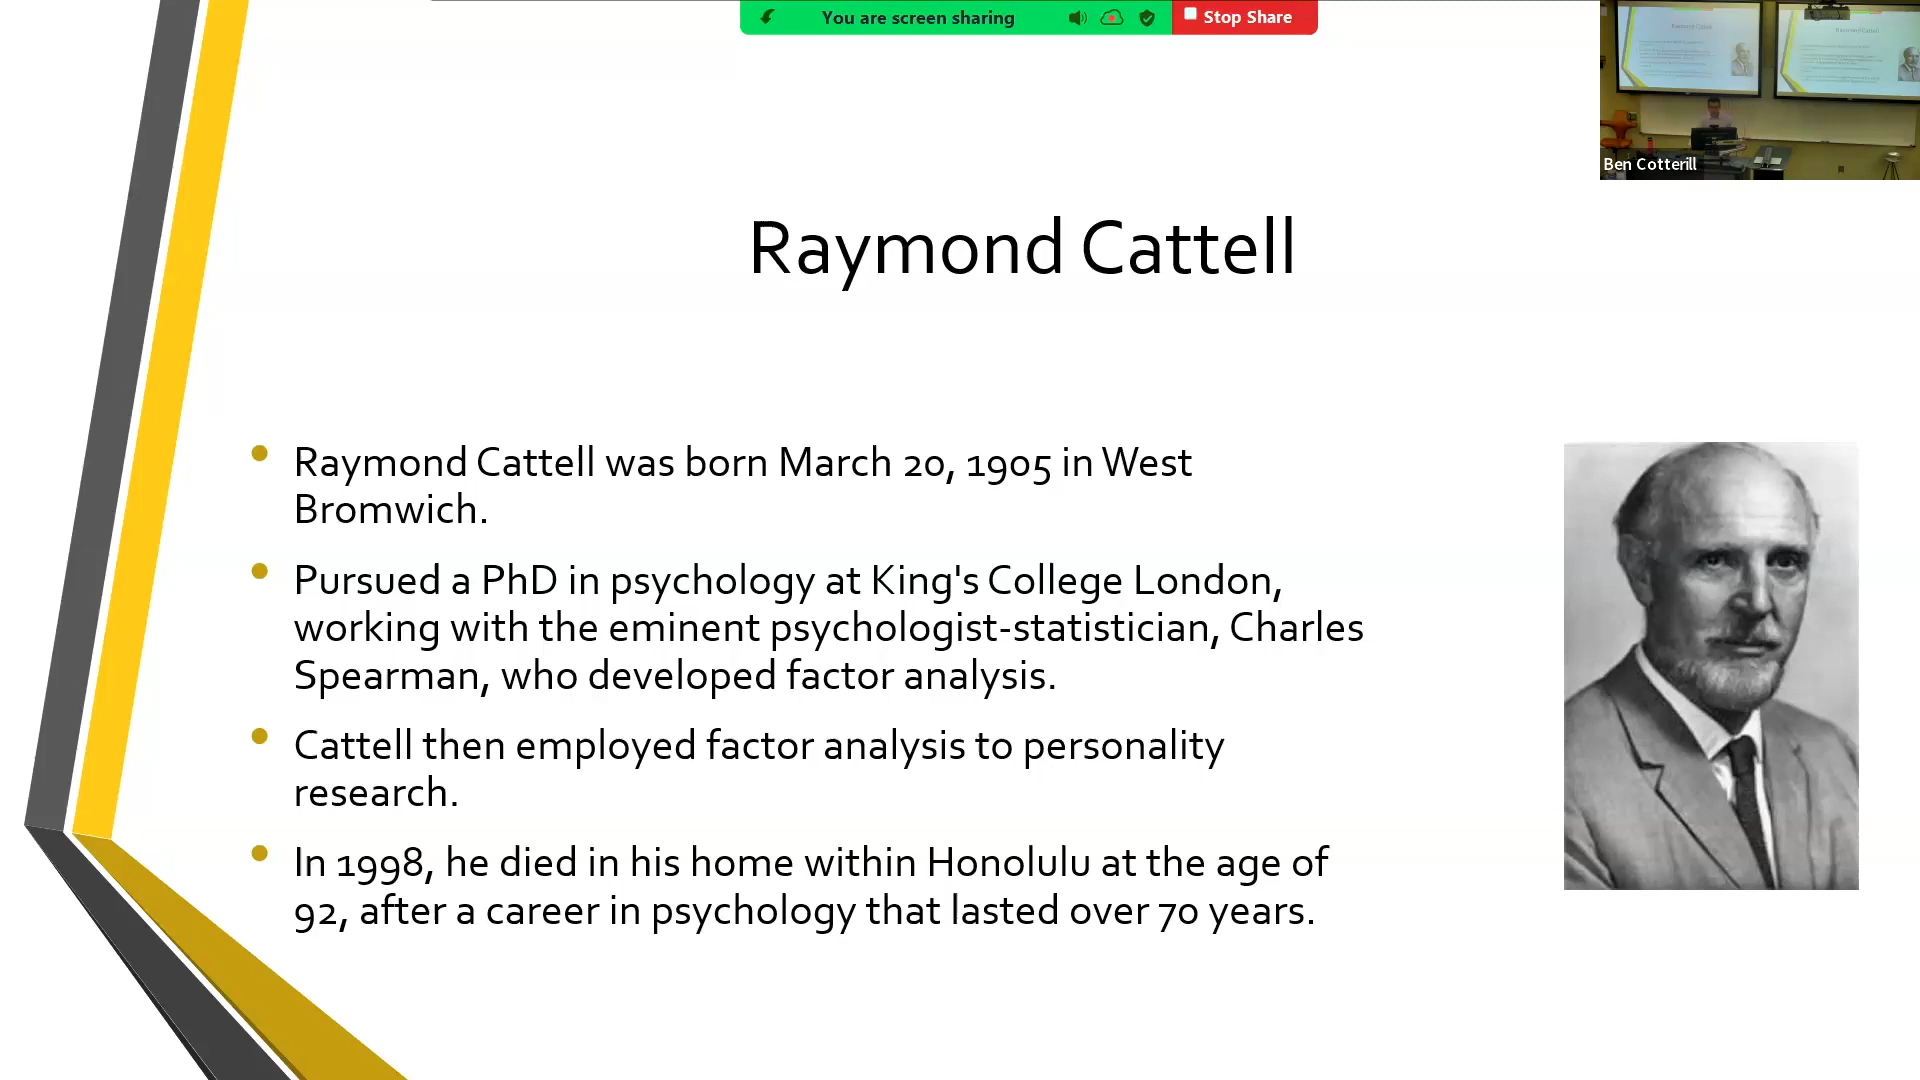 You are screen sharing
Stop Share
Ben Cotterill
Raymond Cattell
Raymond Cattell was born March 20, 1905 in West
Bromwich.
Pursued a PhD in psychology at King's College London,
working with the eminent psychologist-statistician, Charles
Spearman, who developed factor analysis.
Cattell then employed factor analysis to personality
research.
In 1998, he died in his home within Honolulu at the age of
92, after a career in psychology that lasted over 70 years.